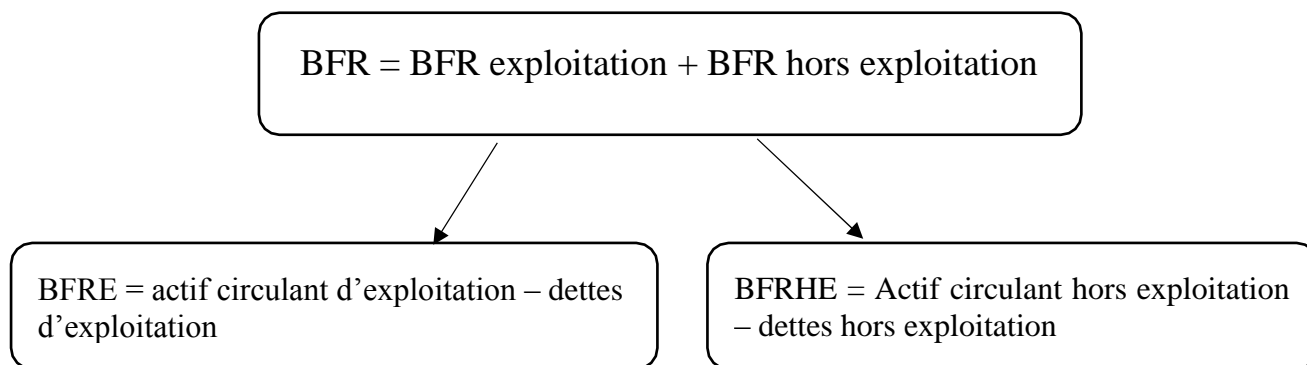 BFR = BFR exploitation + BFR hors exploitation
BFRE = actif circulant d’exploitation – dettes
d’exploitation
BFRHE = Actif circulant hors exploitation
– dettes hors exploitation